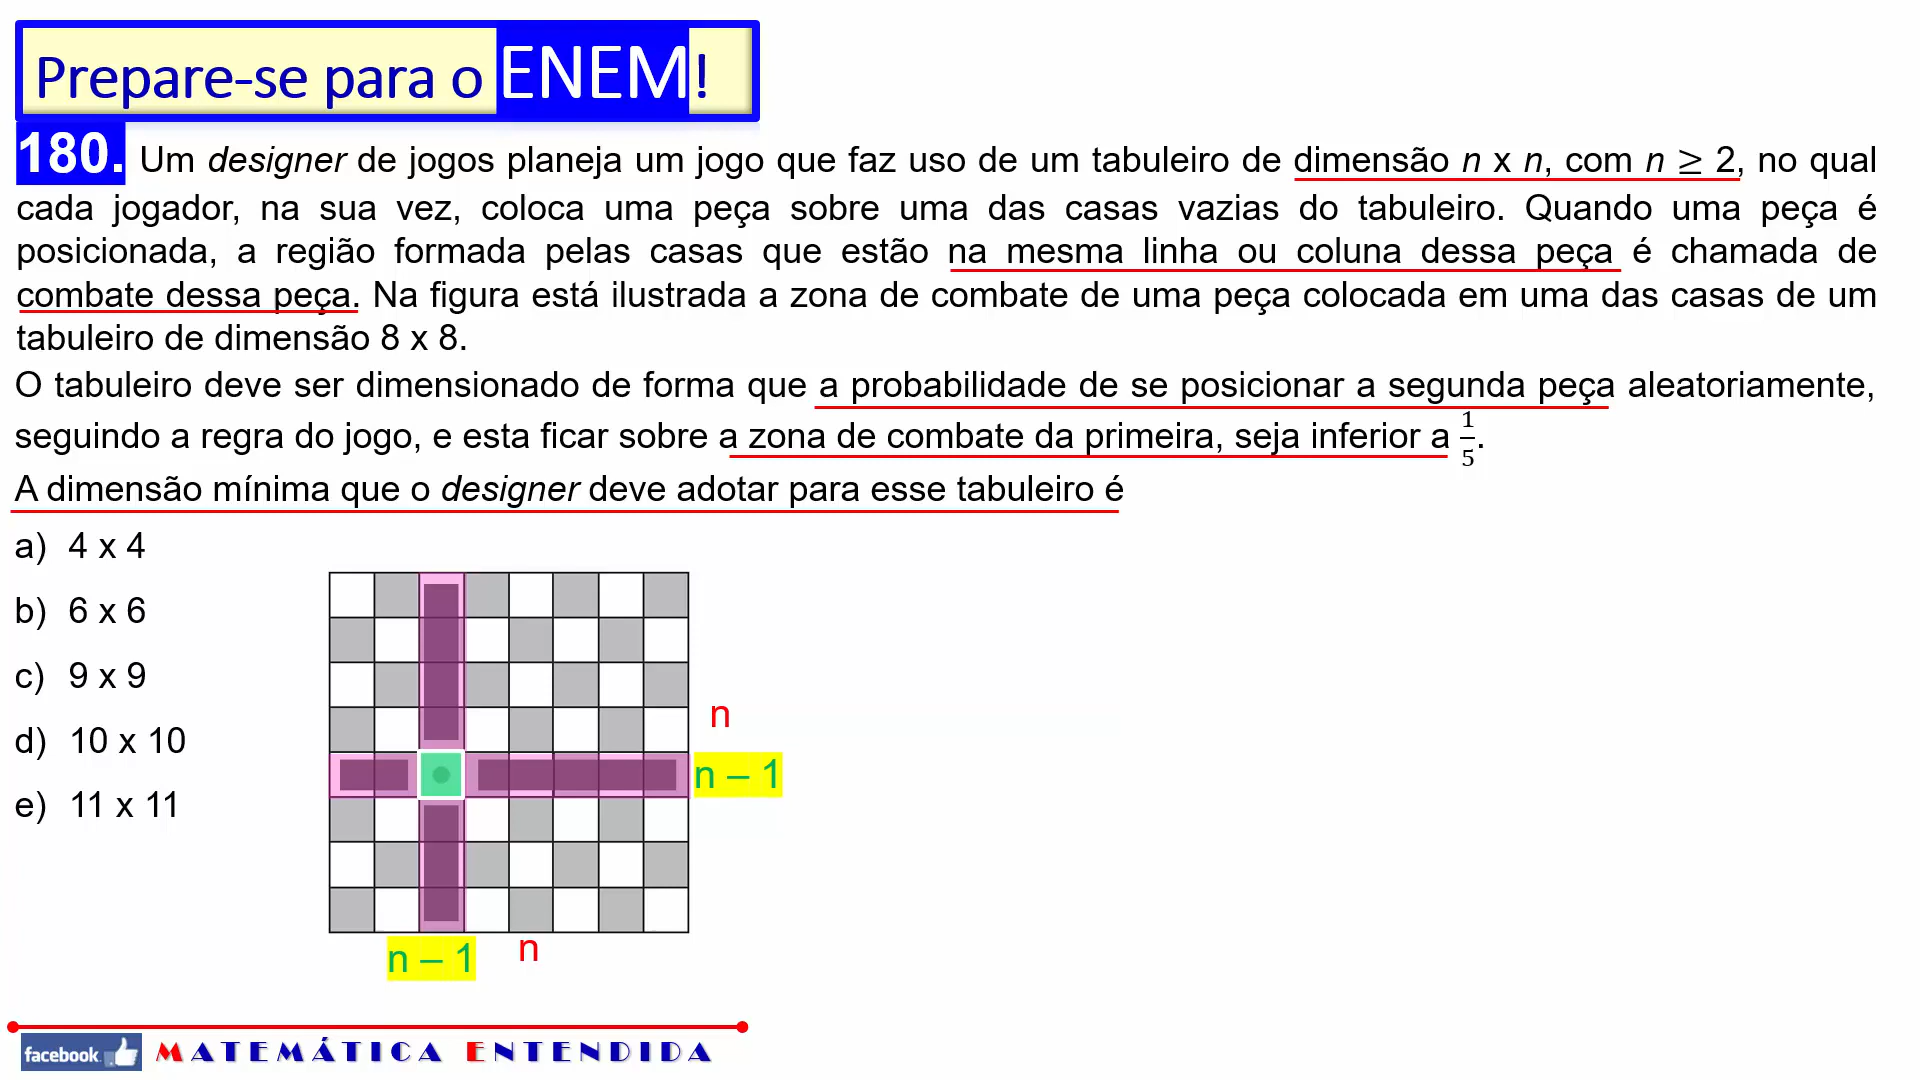 Prepare-se para o ENEM!
180. Um designer de jogos planeja um jogo que faz uso de um tabuleiro de dimensão n x n, com n ≥ 2, no qual
cada jogador, na sua vez, coloca uma peça sobre uma das casas vazias do tabuleiro. Quando uma peça é
posicionada, a região formada pelas casas que estão na mesma linha ou coluna dessa peça é chamada de
combate dessa peça. Na figura está ilustrada a zona de combate de uma peça colocada em uma das casas de um
tabuleiro de dimensão 8 x 8.
O tabuleiro deve ser dimensionado de forma que a probabilidade de se posicionar a segunda peça aleatoriamente,
seguindo a regra do jogo, e esta ficar sobre a zona de combate da primeira, seja inferior a 1/5.
A dimensão mínima que o designer deve adotar para esse tabuleiro é
a) 4 x 4
b) 6 x 6
c) 9 x 9
d) 10 x 10
e) 11 x 11
n
n – 1
n – 1
n
facebook MATEMÁTICA ENTENDIDA